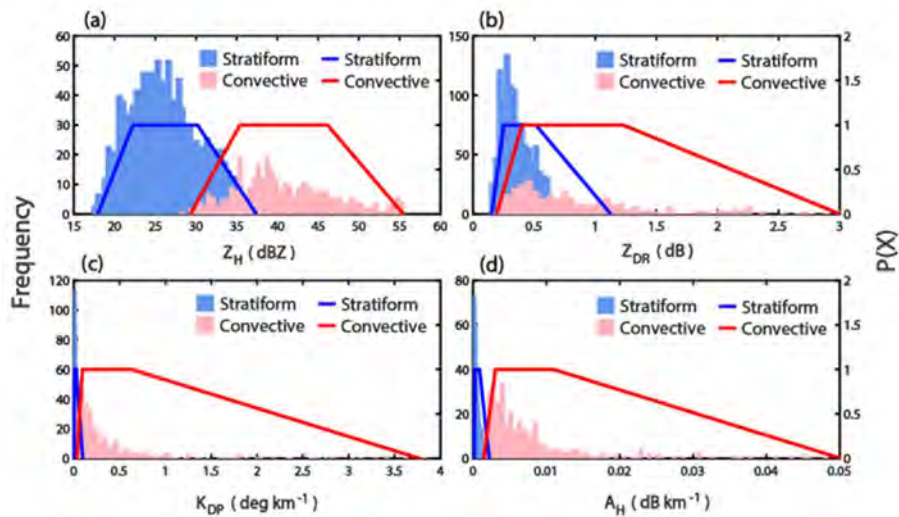 (a)
60
50
40
30
20
10
0
Stratiform Stratiform
Convective Convective
15 20 25 30 35 40 45 50 55 60
Z_H ( dBZ)
(b)
150
100
50
0
Stratiform Stratiform
Convective Convective
2
1.5
1
0.5
0
0 0.5 1 1.5 2 2.5 3
Z_DR ( dB)
Frequency
P(X)
(c)
120
100
80
60
40
20
0
Stratiform Stratiform
Convective Convective
0 0.5 1 1.5 2 2.5 3 3.5 4
K_DP ( deg km⁻¹)
(d)
80
60
40
20
0
Stratiform Stratiform
Convective Convective
2
1.5
1
0.5
0
0 0.01 0.02 0.03 0.04 0.05
A_H ( dB km⁻¹)